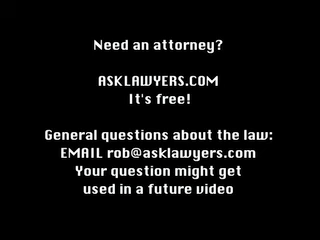 Need an attorney?
ASKLAWYERS.COM
It's free!
General questions about the law:
EMAIL rob@asklawyers.com
Your question might get
used in a future video